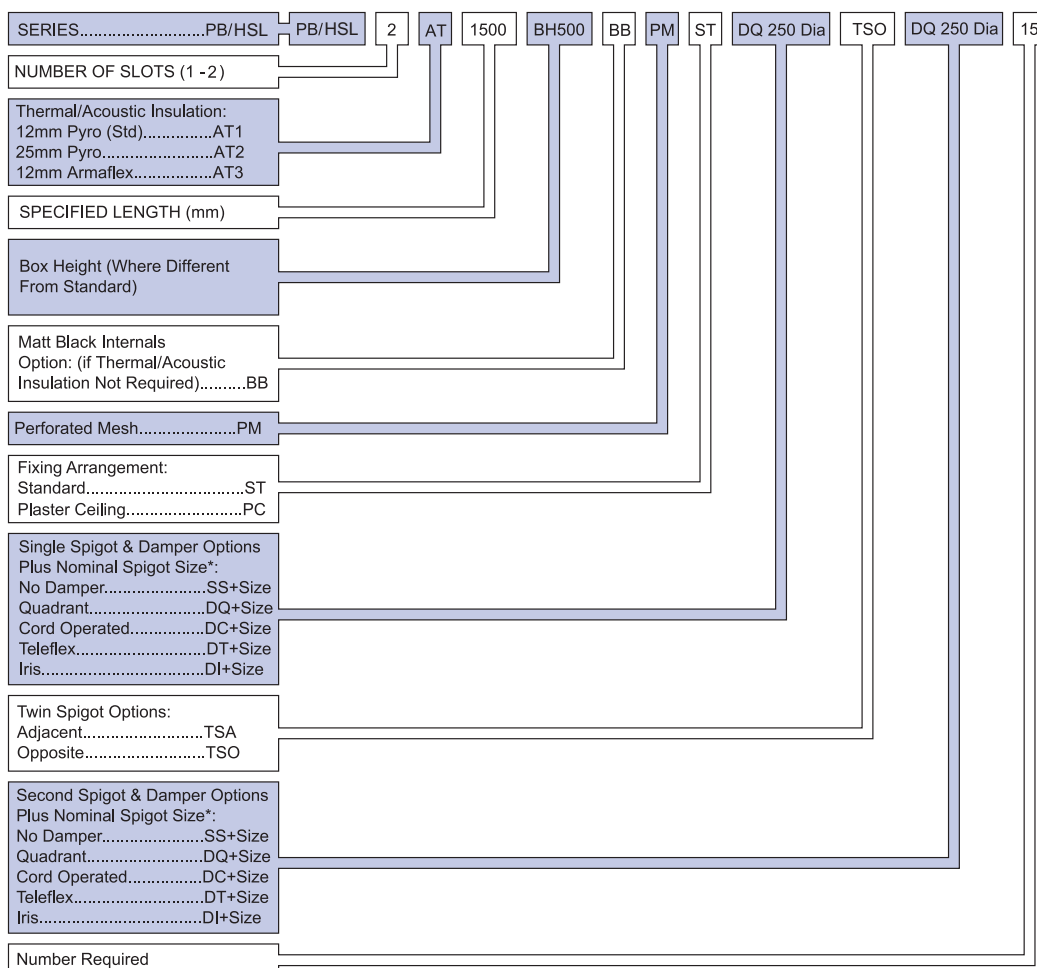 SERIES..............................PB/HSL PB/HSL 2 AT 1500 BH500 BB PM ST DQ 250 Dia TSO DQ 250 Dia 15
NUMBER OF SLOTS (1 - 2)
Thermal/Acoustic Insulation:
12mm Pyro (Std)..............AT1
25mm Pyro......................AT2
12mm Armaflex................AT3
SPECIFIED LENGTH (mm)
Box Height (Where Different
From Standard)
Matt Black Internals
Option: (if Thermal/Acoustic
Insulation Not Required)..........BB
Perforated Mesh....................PM
Fixing Arrangement:
Standard................................ST
Plaster Ceiling.......................PC
Single Spigot & Damper Options
Plus Nominal Spigot Size*:
No Damper.....................SS+Size
Quadrant.......................DQ+Size
Cord Operated...............DC+Size
Teleflex..........................DT+Size
Iris.................................DI+Size
Twin Spigot Options:
Adjacent........................TSA
Opposite........................TSO
Second Spigot & Damper Options
Plus Nominal Spigot Size*:
No Damper.....................SS+Size
Quadrant.......................DQ+Size
Cord Operated...............DC+Size
Teleflex..........................DT+Size
Iris.................................DI+Size
Number Required